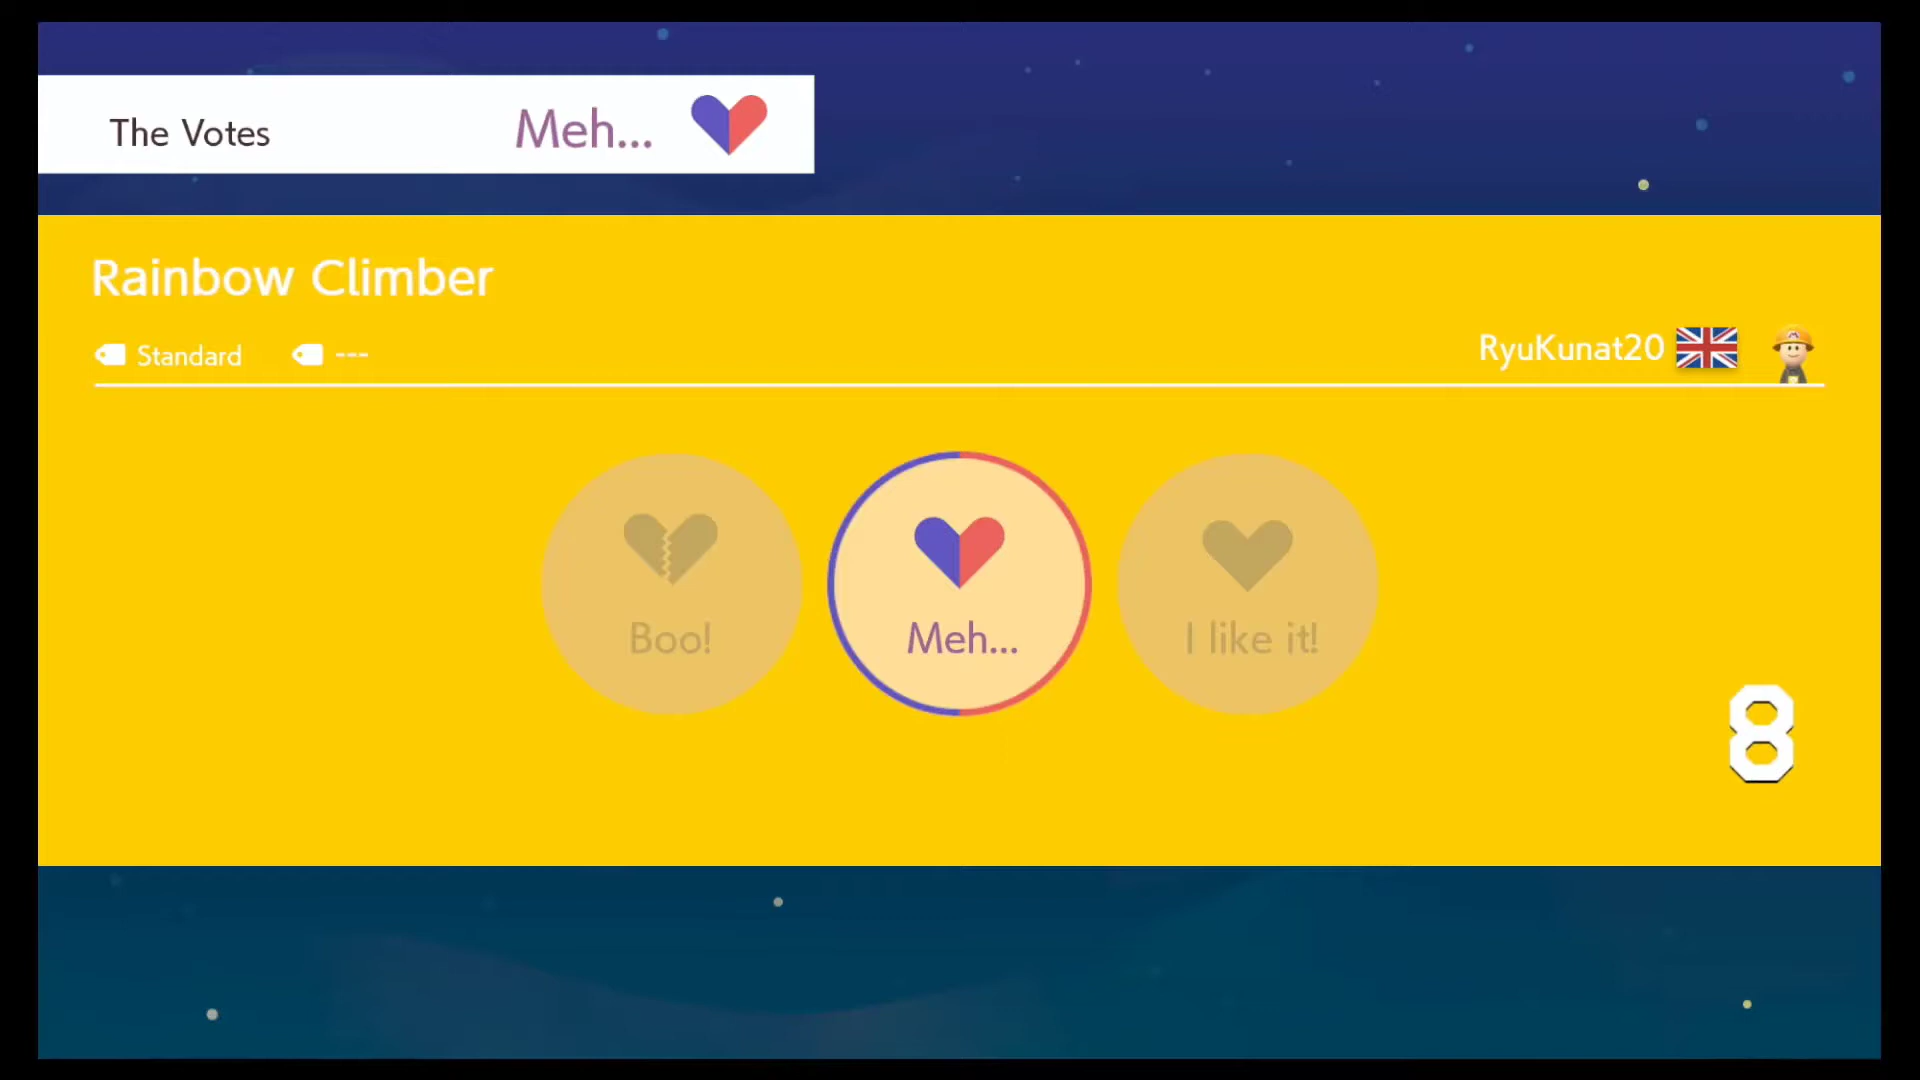 The Votes
Meh...
Rainbow Climber
Standard
---
RyuKunat20
Boo!
Meh...
I like it!
8